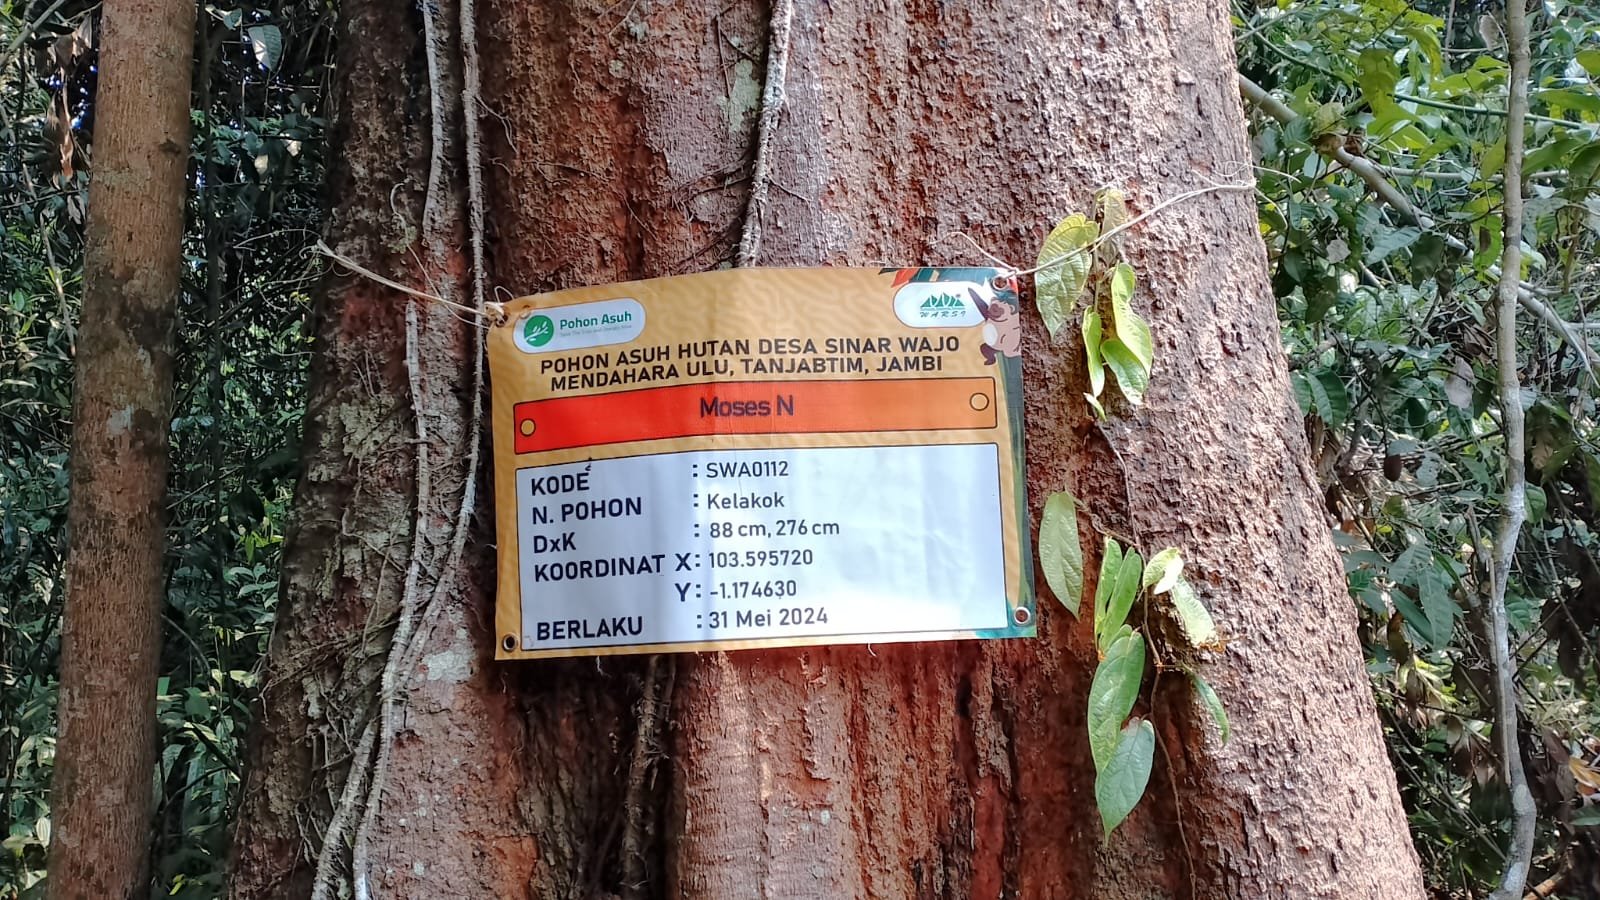 Pohon Asuh
WARSI
POHON ASUH HUTAN DESA SINAR WAJO
MENDAHARA ULU, TANJABTIM, JAMBI
Moses N
KODE : SWA0112
N. POHON : Kelakok
DxK : 88 cm, 276 cm
KOORDINAT X : 103.595720
Y : -1.174630
BERLAKU : 31 Mei 2024